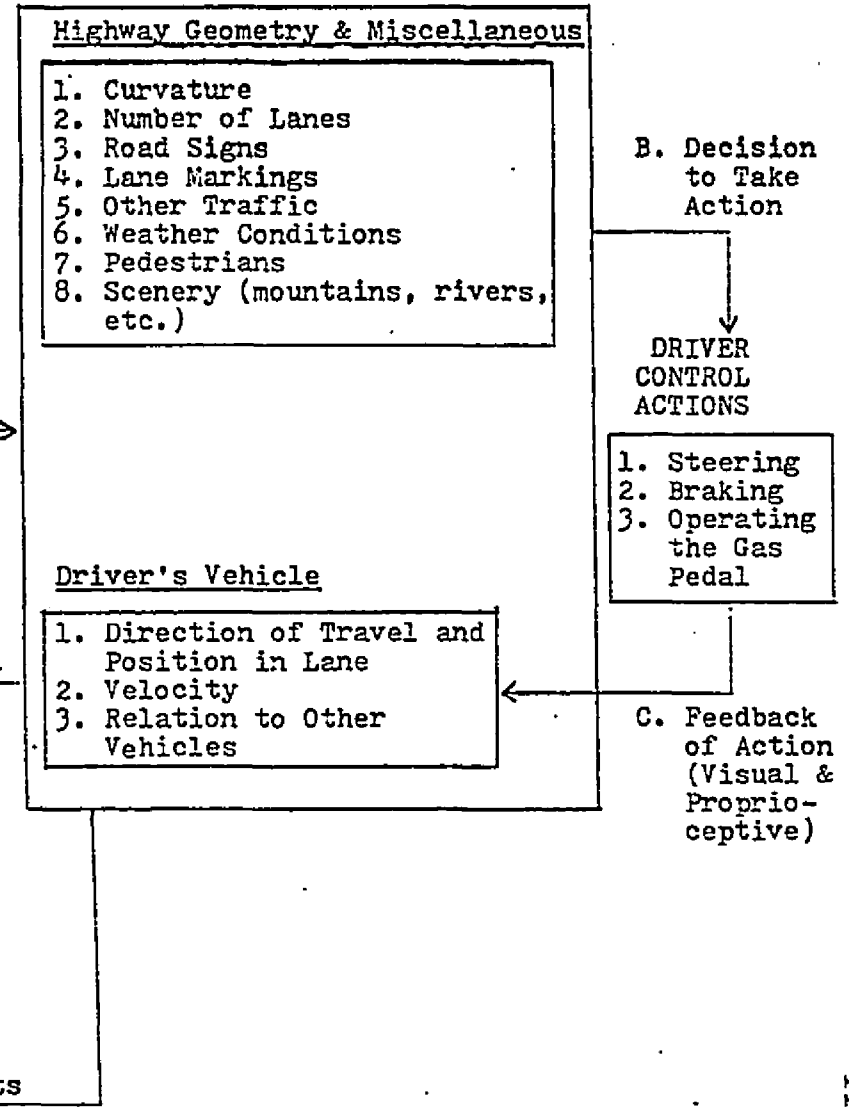 Highway Geometry & Miscellaneous
1. Curvature
2. Number of Lanes
3. Road Signs
4. Lane Markings
5. Other Traffic
6. Weather Conditions
7. Pedestrians
8. Scenery (mountains, rivers,
etc.)
B. Decision
to Take
Action
DRIVER
CONTROL
ACTIONS
1. Steering
2. Braking
3. Operating
the Gas
Pedal
Driver's Vehicle
1. Direction of Travel and
Position in Lane
2. Velocity
3. Relation to Other
Vehicles
C. Feedback
of Action
(Visual &
Proprio-
ceptive)
ts